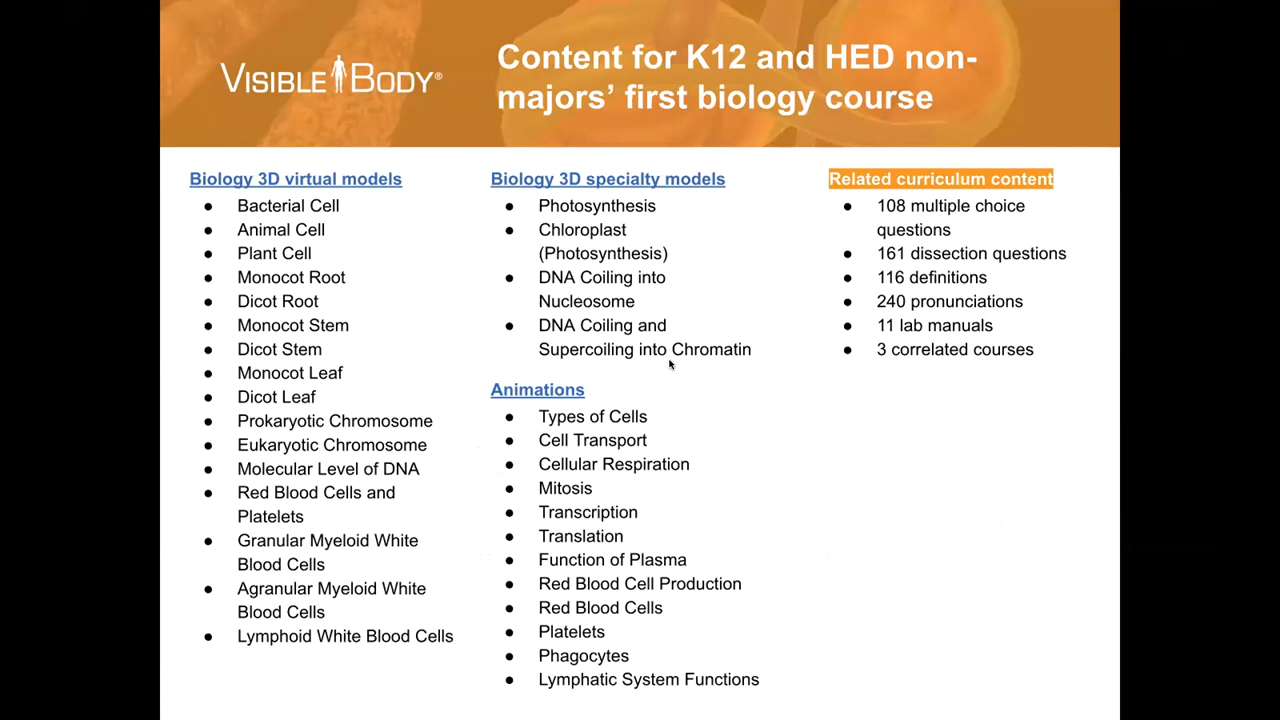 VISIBLE BODY®
Content for K12 and HED non-
majors’ first biology course
Biology 3D virtual models
● Bacterial Cell
● Animal Cell
● Plant Cell
● Monocot Root
● Dicot Root
● Monocot Stem
● Dicot Stem
● Monocot Leaf
● Dicot Leaf
● Prokaryotic Chromosome
● Eukaryotic Chromosome
● Molecular Level of DNA
● Red Blood Cells and
Platelets
● Granular Myeloid White
Blood Cells
● Agranular Myeloid White
Blood Cells
● Lymphoid White Blood Cells
Biology 3D specialty models
● Photosynthesis
● Chloroplast
(Photosynthesis)
● DNA Coiling into
Nucleosome
● DNA Coiling and
Supercoiling into Chromatin
Animations
● Types of Cells
● Cell Transport
● Cellular Respiration
● Mitosis
● Transcription
● Translation
● Function of Plasma
● Red Blood Cell Production
● Red Blood Cells
● Platelets
● Phagocytes
● Lymphatic System Functions
Related curriculum content
● 108 multiple choice
questions
● 161 dissection questions
● 116 definitions
● 240 pronunciations
● 11 lab manuals
● 3 correlated courses